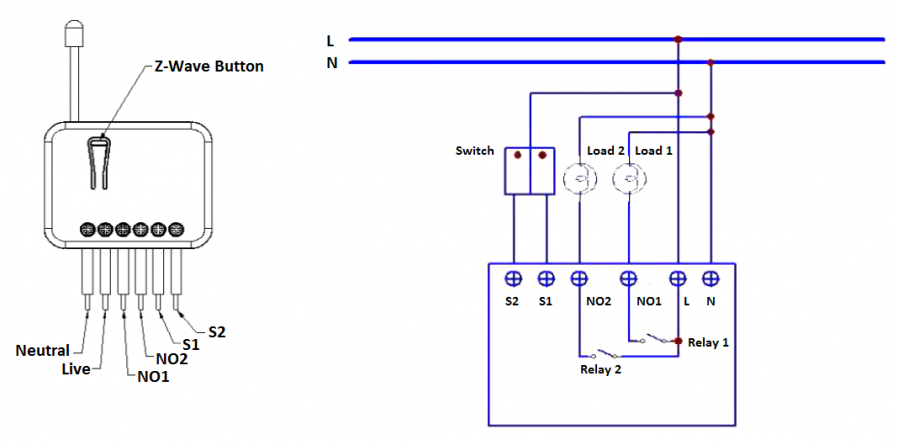 Z-Wave Button
Neutral
Live
NO1
NO2
S1
S2
L
N
Switch
Load 2
Load 1
S2
S1
NO2
NO1
L
N
Relay 1
Relay 2